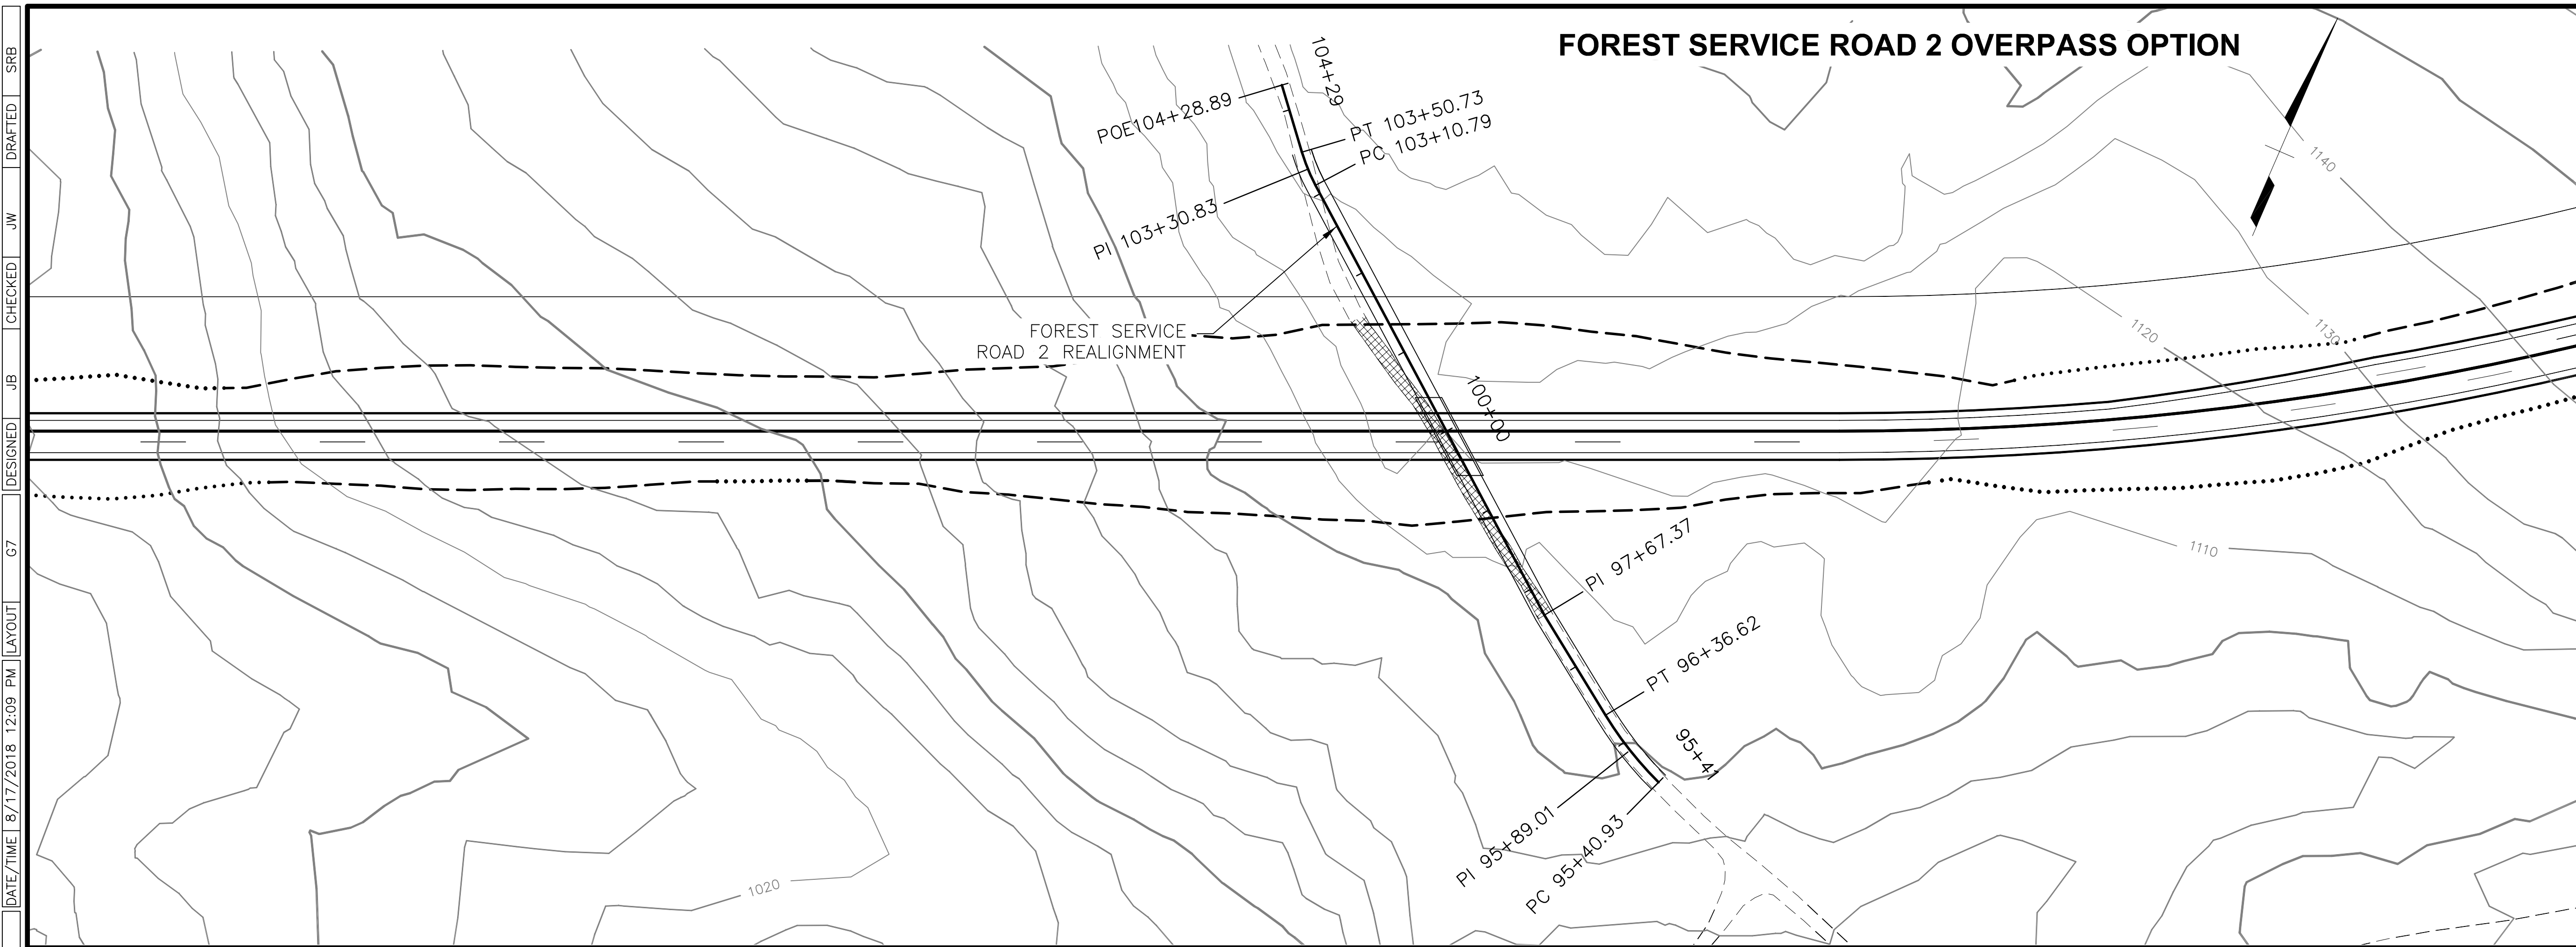 FOREST SERVICE ROAD 2 OVERPASS OPTION
104+29
POE104+28.89
PT 103+50.73
PC 103+10.79
PI 103+30.83
FOREST SERVICE
ROAD 2 REALIGNMENT
100+00
PI 97+67.37
PT 96+36.62
95+41
PI 95+89.01
PC 95+40.93
1140
1130
1120
1110
1020
SRB
DRAFTED
JW
CHECKED
JB
DESIGNED
G7
LAYOUT
8/17/2018 12:09 PM
DATE/TIME